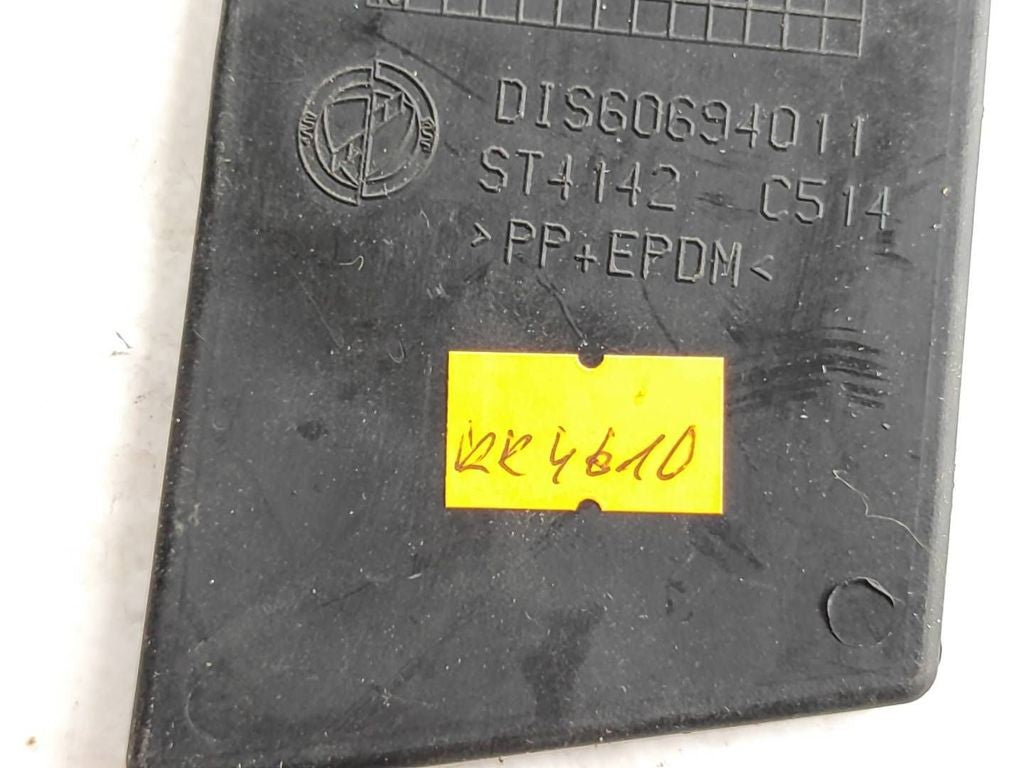 DIS60694011
ST4142 C514
>PP+EPDM<
KK4610